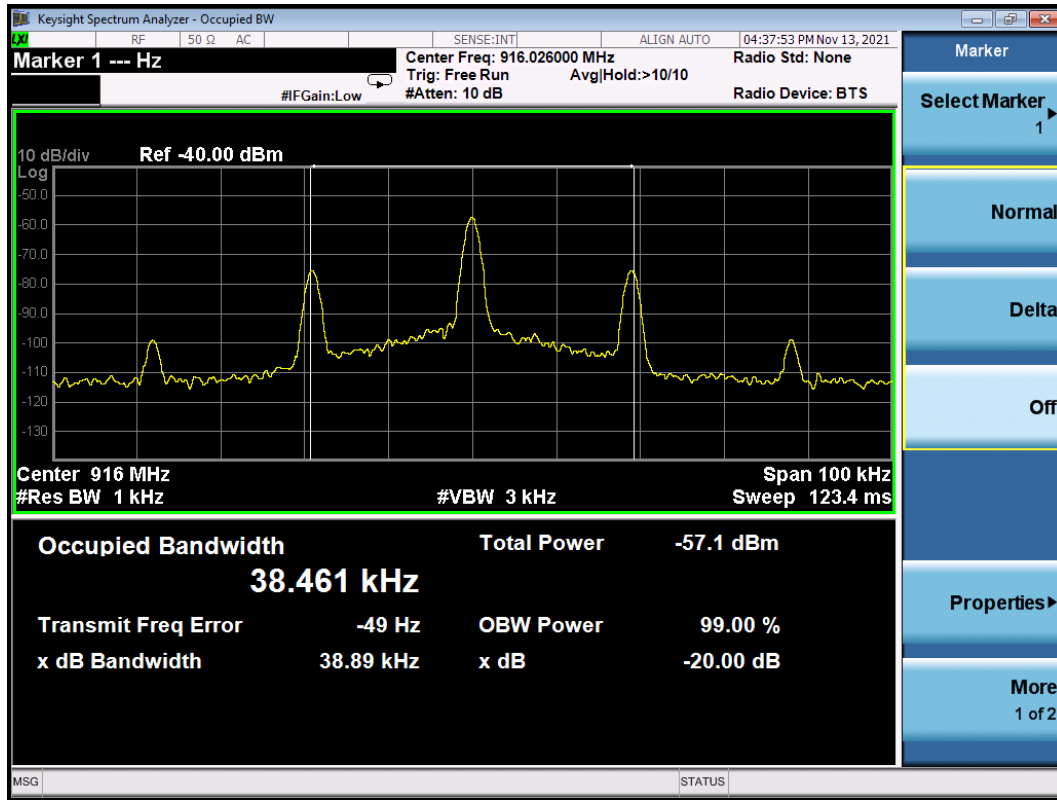 Keysight Spectrum Analyzer - Occupied BW
LXI RF 50 Ω AC SENSE:INT ALIGN AUTO 04:37:53 PM Nov 13, 2021
Marker 1 --- Hz
Center Freq: 916.026000 MHz Radio Std: None
Trig: Free Run Avg|Hold:>10/10
#IFGain:Low #Atten: 10 dB Radio Device: BTS
10 dB/div Ref -40.00 dBm
Log
-50.0
-60.0
-70.0
-80.0
-90.0
-100
-110
-120
-130
Center 916 MHz Span 100 kHz
#Res BW 1 kHz #VBW 3 kHz Sweep 123.4 ms
Occupied Bandwidth Total Power -57.1 dBm
38.461 kHz
Transmit Freq Error -49 Hz OBW Power 99.00 %
x dB Bandwidth 38.89 kHz x dB -20.00 dB
MSG STATUS
Marker
Select Marker
1
Normal
Delta
Off
Properties
More
1 of 2